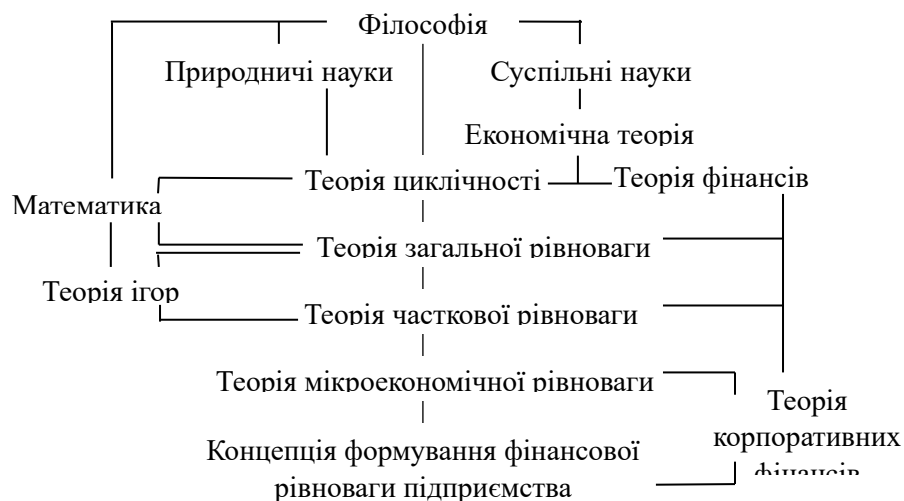 Філософія
Природничі науки
Суспільні науки
Економічна теорія
Теорія циклічності
Теорія фінансів
Математика
Теорія загальної рівноваги
Теорія ігор
Теорія часткової рівноваги
Теорія мікроекономічної рівноваги
Теорія
корпоративних
фінансів
Концепція формування фінансової
рівноваги підприємства